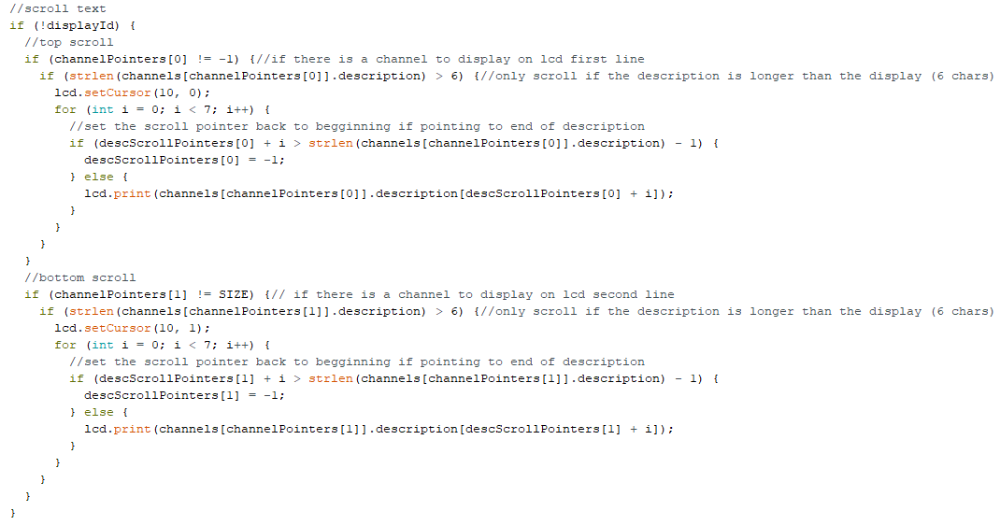 //scroll text
if (!displayId) {
  //top scroll
  if (channelPointers[0] != -1) {//if there is a channel to display on lcd first line
    if (strlen(channels[channelPointers[0]].description) > 6) {//only scroll if the description is longer than the display (6 chars)
      lcd.setCursor(10, 0);
      for (int i = 0; i < 7; i++) {
        //set the scroll pointer back to begginning if pointing to end of description
        if (descScrollPointers[0] + i > strlen(channels[channelPointers[0]].description) - 1) {
          descScrollPointers[0] = -1;
        } else {
          lcd.print(channels[channelPointers[0]].description[descScrollPointers[0] + i]);
        }
      }
    }
  }
  //bottom scroll
  if (channelPointers[1] != SIZE) {// if there is a channel to display on lcd second line
    if (strlen(channels[channelPointers[1]].description) > 6) {//only scroll if the description is longer than the display (6 chars)
      lcd.setCursor(10, 1);
      for (int i = 0; i < 7; i++) {
        //set the scroll pointer back to begginning if pointing to end of description
        if (descScrollPointers[1] + i > strlen(channels[channelPointers[1]].description) - 1) {
          descScrollPointers[1] = -1;
        } else {
          lcd.print(channels[channelPointers[1]].description[descScrollPointers[1] + i]);
        }
      }
    }
  }
}